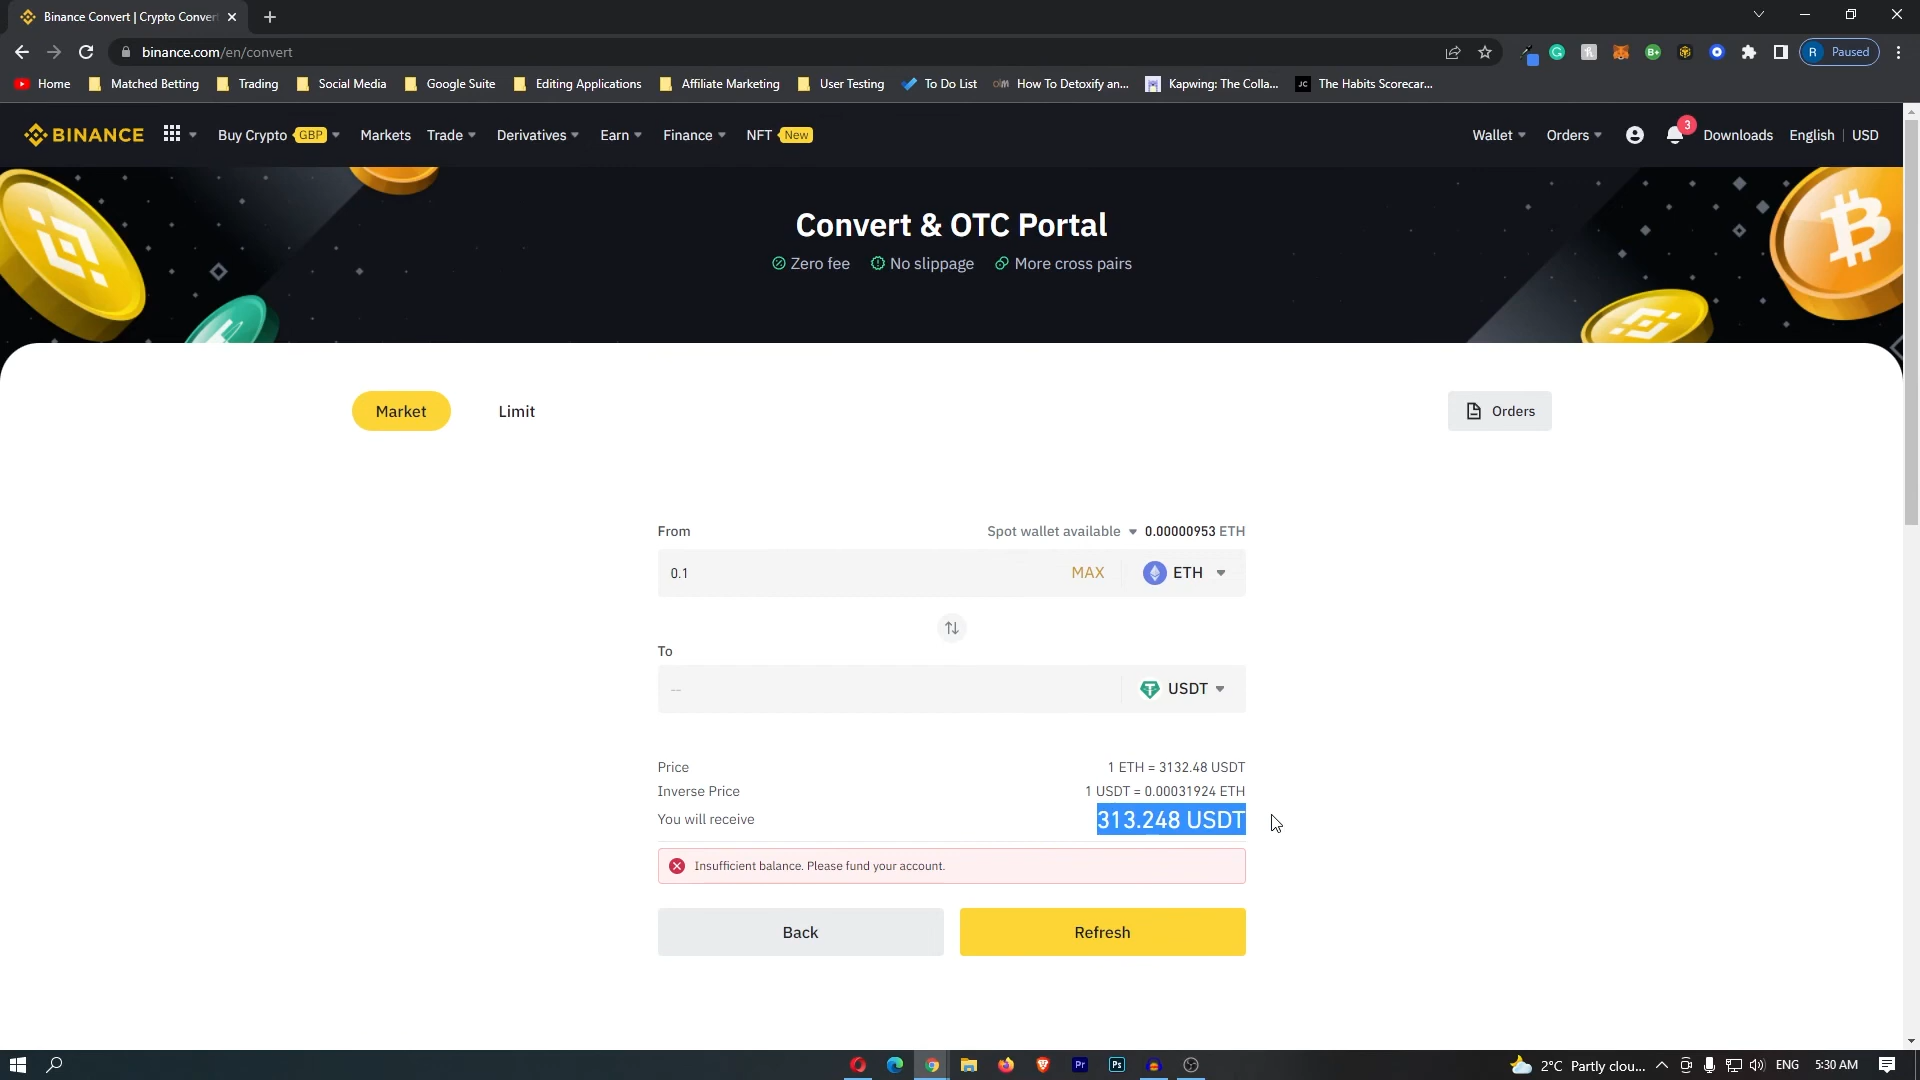 Binance Convert | Crypto Conver
binance.com/en/convert
R Paused
Home Matched Betting Trading Social Media Google Suite Editing Applications Affiliate Marketing User Testing To Do List How To Detoxify an... Kapwing: The Colla... JC The Habits Scorecar...
BINANCE Buy Crypto GBP Markets Trade Derivatives Earn Finance NFT New Wallet Orders 3 Downloads English USD
Convert & OTC Portal
Zero fee No slippage More cross pairs
Market Limit Orders
From Spot wallet available 0.00000953 ETH
0.1 MAX ETH
To
-- USDT
Price 1 ETH = 3132.48 USDT
Inverse Price 1 USDT = 0.00031924 ETH
You will receive 313.248 USDT
Insufficient balance. Please fund your account.
Back Refresh
Pr Ps 2°C Partly clou... ENG 5:30 AM